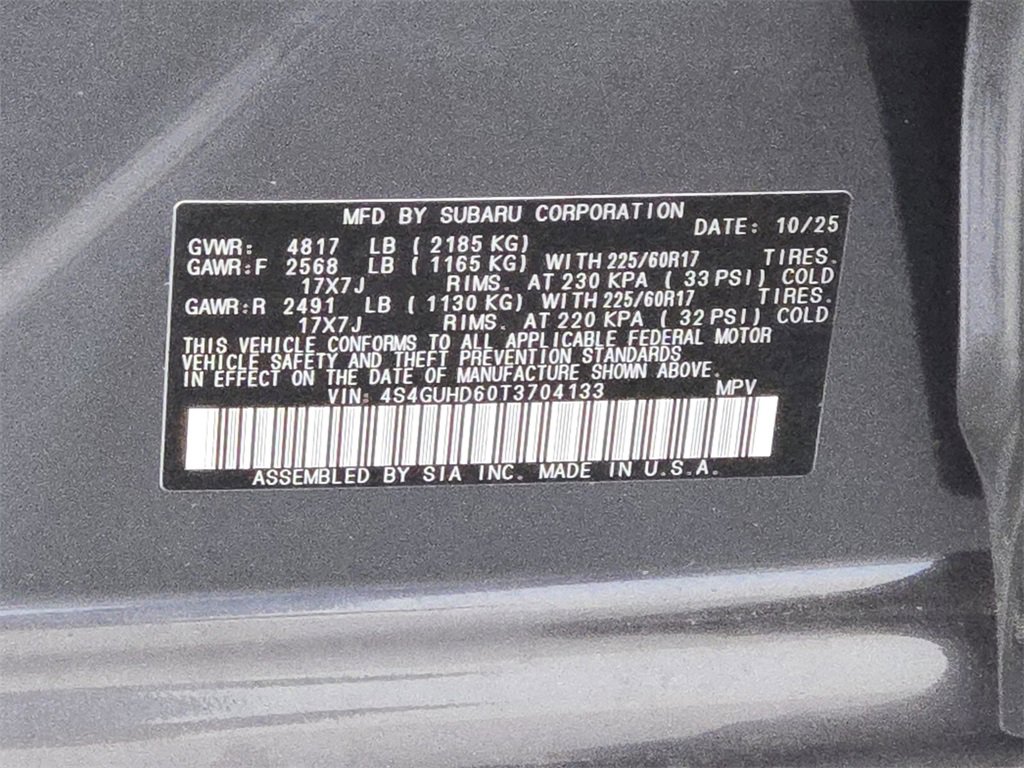 MFD BY SUBARU CORPORATION DATE: 10/25
GVWR: 4817 LB ( 2185 KG)
GAWR:F 2568 LB ( 1165 KG) WITH 225/60R17 TIRES.
17X7J RIMS. AT 230 KPA ( 33 PSI) COLD
GAWR:R 2491 LB ( 1130 KG) WITH 225/60R17 TIRES.
17X7J RIMS. AT 220 KPA ( 32 PSI) COLD
THIS VEHICLE CONFORMS TO ALL APPLICABLE FEDERAL MOTOR
VEHICLE SAFETY AND THEFT PREVENTION STANDARDS
IN EFFECT ON THE DATE OF MANUFACTURE SHOWN ABOVE.
VIN: 4S4GUHD60T3704133 MPV
ASSEMBLED BY SIA INC. MADE IN U.S.A.